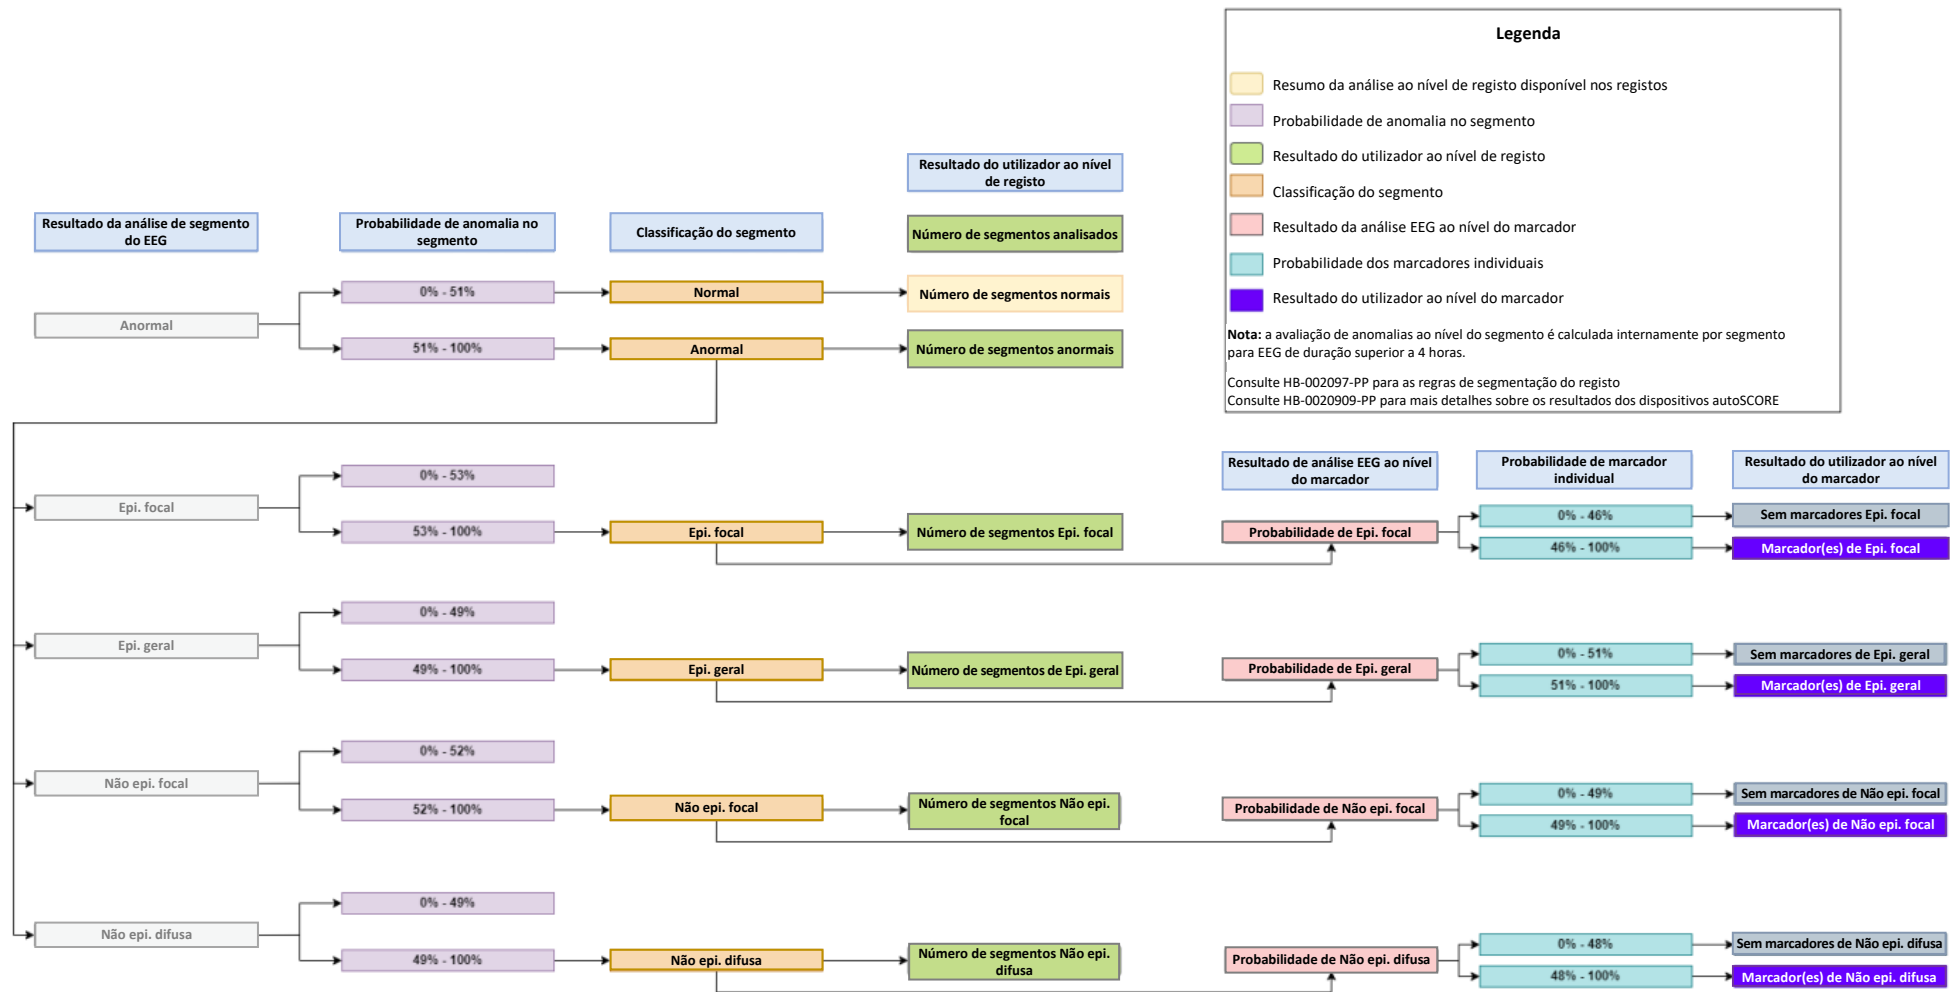 Legenda
Resumo da análise ao nível de registo disponível nos registos
Probabilidade de anomalia no segmento
Resultado do utilizador ao nível de registo
Classificação do segmento
Resultado da análise EEG ao nível do marcador
Probabilidade dos marcadores individuais
Resultado do utilizador ao nível do marcador
Nota: a avaliação de anomalias ao nível do segmento é calculada internamente por segmento
para EEG de duração superior a 4 horas.
Consulte HB-002097-PP para as regras de segmentação do registo
Consulte HB-0020909-PP para mais detalhes sobre os resultados dos dispositivos autoSCORE
Resultado da análise de segmento
do EEG
Probabilidade de anomalia no
segmento
Classificação do segmento
Resultado do utilizador ao nível
de registo
Número de segmentos analisados
Anormal
0% - 51%
Normal
Número de segmentos normais
51% - 100%
Anormal
Número de segmentos anormais
Resultado de análise EEG ao nível
do marcador
Probabilidade de marcador
individual
Resultado do utilizador ao nível
do marcador
Epi. focal
0% - 53%
53% - 100%
Epi. focal
Número de segmentos Epi. focal
Probabilidade de Epi. focal
0% - 46%
Sem marcadores Epi. focal
46% - 100%
Marcador(es) de Epi. focal
Epi. geral
0% - 49%
49% - 100%
Epi. geral
Número de segmentos de Epi. geral
Probabilidade de Epi. geral
0% - 51%
Sem marcadores de Epi. geral
51% - 100%
Marcador(es) de Epi. geral
Não epi. focal
0% - 52%
52% - 100%
Não epi. focal
Número de segmentos Não epi.
focal
Probabilidade de Não epi. focal
0% - 49%
Sem marcadores de Não epi. focal
49% - 100%
Marcador(es) de Não epi. focal
Não epi. difusa
0% - 49%
49% - 100%
Não epi. difusa
Número de segmentos Não epi.
difusa
Probabilidade de Não epi. difusa
0% - 48%
Sem marcadores de Não epi. difusa
48% - 100%
Marcador(es) de Não epi. difusa